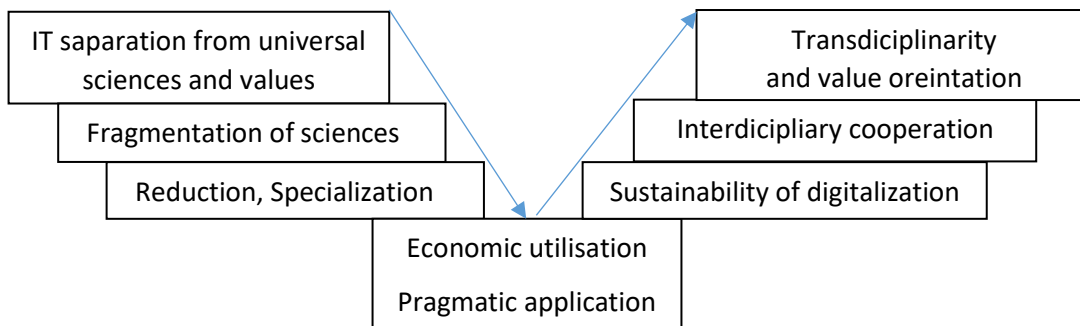 IT saparation from universal
sciences and values
Fragmentation of sciences
Reduction, Specialization
Economic utilisation
Pragmatic application
Sustainability of digitalization
Interdicipliary cooperation
Transdiciplinarity
and value oreintation